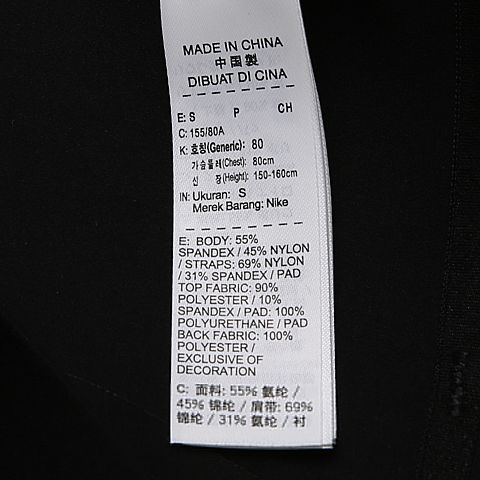 MADE IN CHINA
中国製
DIBUAT DI CINA
E: S P CH
C: 155/80A
K: 호칭(Generic): 80
가슴둘레(Chest): 80cm
신 장(Height): 150-160cm
IN: Ukuran: S
Merek Barang: Nike
E: BODY: 55%
SPANDEX / 45% NYLON
/ STRAPS: 69% NYLON
/ 31% SPANDEX / PAD
TOP FABRIC: 90%
POLYESTER / 10%
SPANDEX / PAD: 100%
POLYURETHANE / PAD
BACK FABRIC: 100%
POLYESTER /
EXCLUSIVE OF
DECORATION
C: 面料: 55% 氨纶 /
45% 锦纶 / 肩带: 69%
锦纶 / 31% 氨纶 / 衬